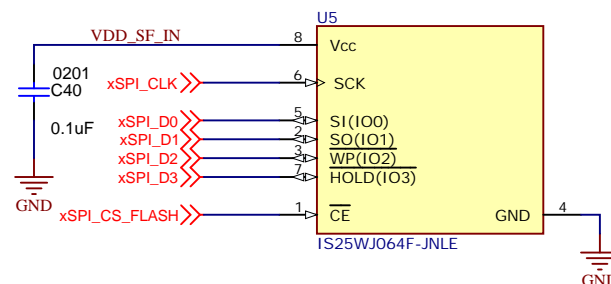 U5
VDD_SF_IN
8
Vcc
0201
C40
0.1uF
GND
xSPI_CLK
6
SCK
xSPI_D0
5
SI(IO0)
xSPI_D1
2
SO(IO1)
xSPI_D2
3
WP(IO2)
xSPI_D3
7
HOLD(IO3)
xSPI_CS_FLASH
1
CE
GND
4
IS25WJ064F-JNLE
GND